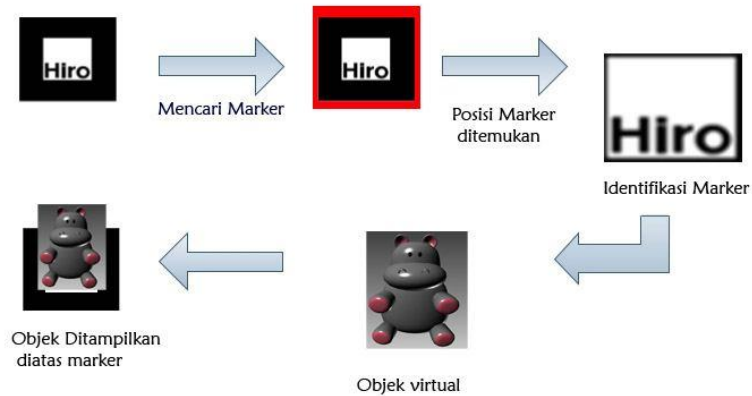 Hiro
Hiro
Mencari Marker
Posisi Marker
ditemukan
Hiro
Identifikasi Marker
Objek Ditampilkan
diatas marker
Objek virtual